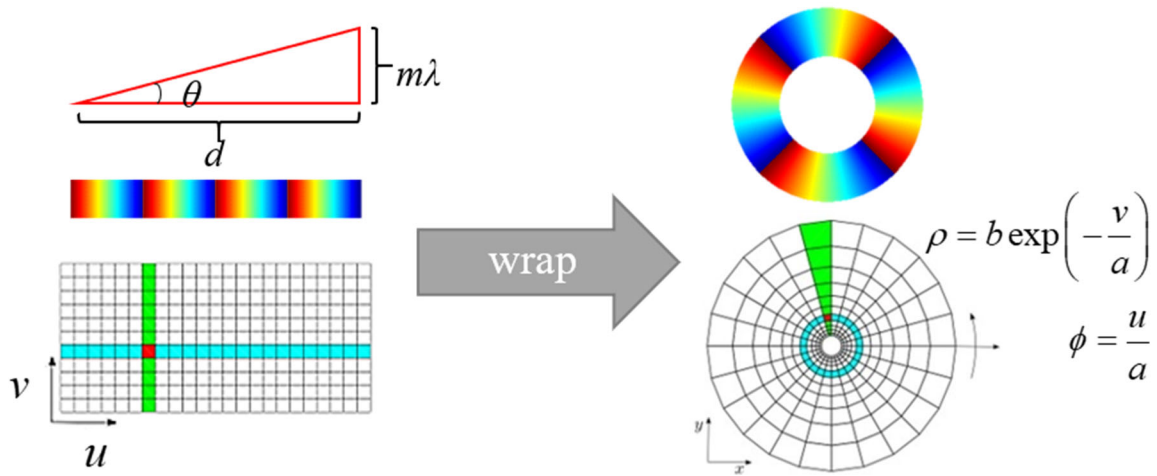 θ
mλ
d
wrap
v
u
ρ = b exp(−v/a)
φ = u/a
y
x